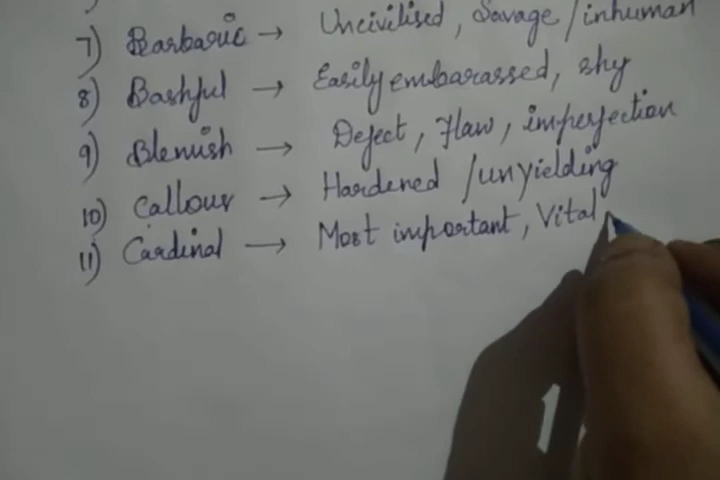 7) Barbaric → Uncivilised, Savage/inhuman
8) Bashful → Easily embarassed, shy
9) Blemish → Defect, Flaw, imperfection
10) Callour → Hardened /unyielding
11) Cardinal → Most important, Vital